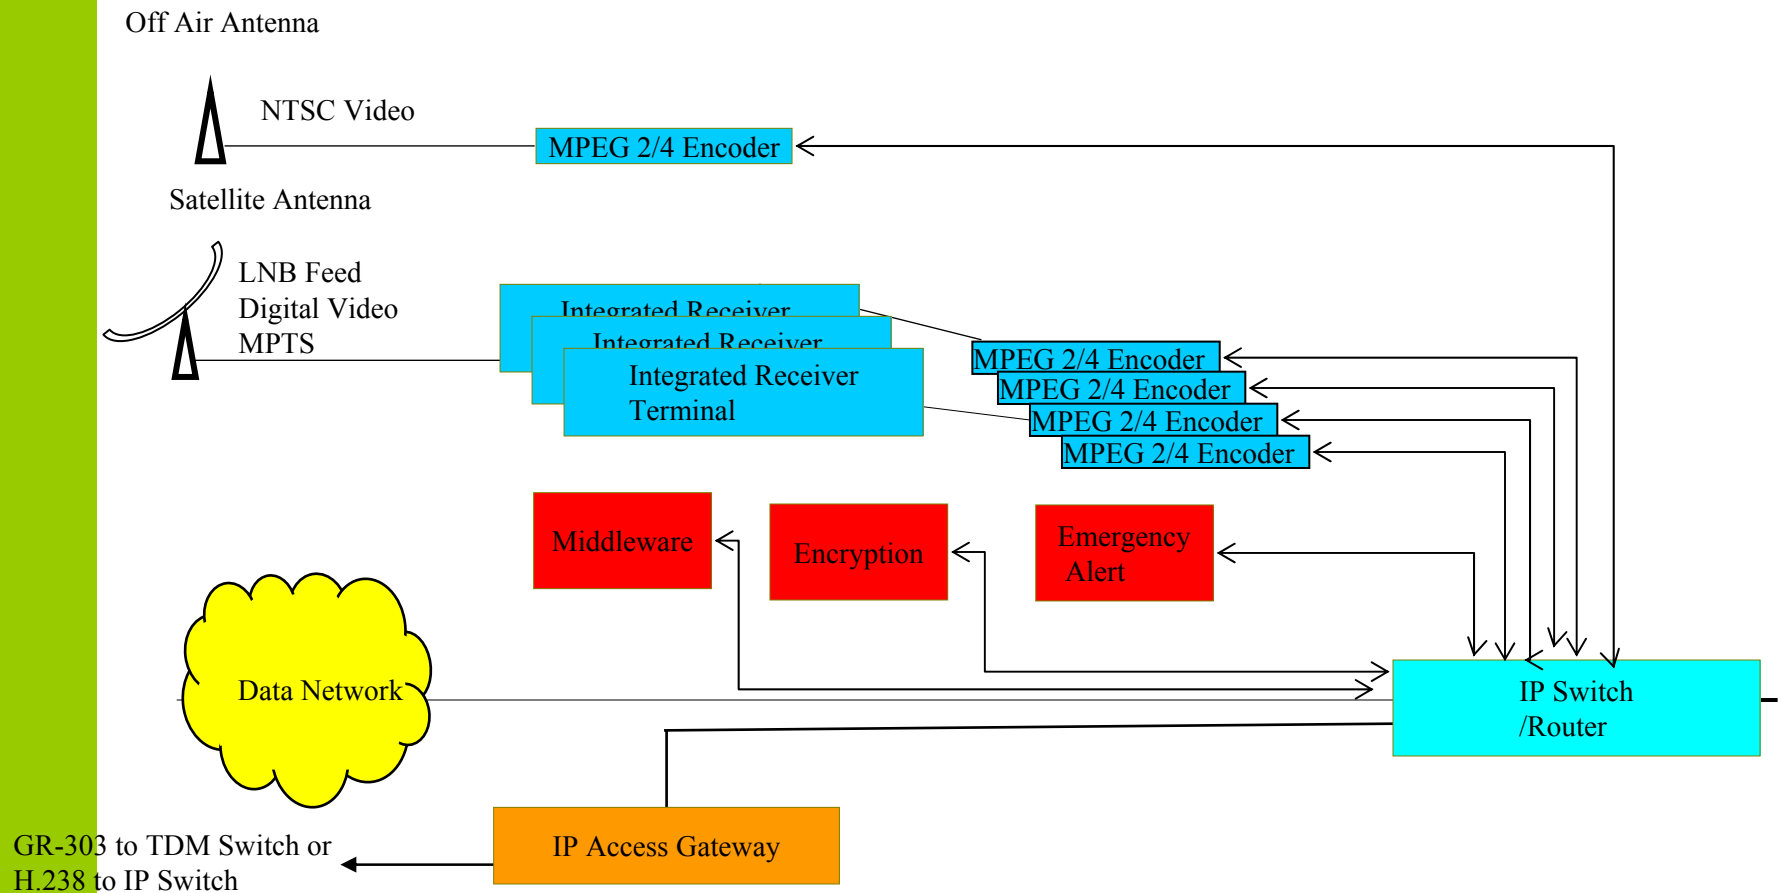 Off Air Antenna
NTSC Video
MPEG 2/4 Encoder
Satellite Antenna
LNB Feed
Digital Video
MPTS
Integrated Receiver
Integrated Receiver
Integrated Receiver
Terminal
MPEG 2/4 Encoder
MPEG 2/4 Encoder
MPEG 2/4 Encoder
MPEG 2/4 Encoder
Middleware
Encryption
Emergency
Alert
Data Network
IP Switch
/Router
IP Access Gateway
GR-303 to TDM Switch or
H.238 to IP Switch